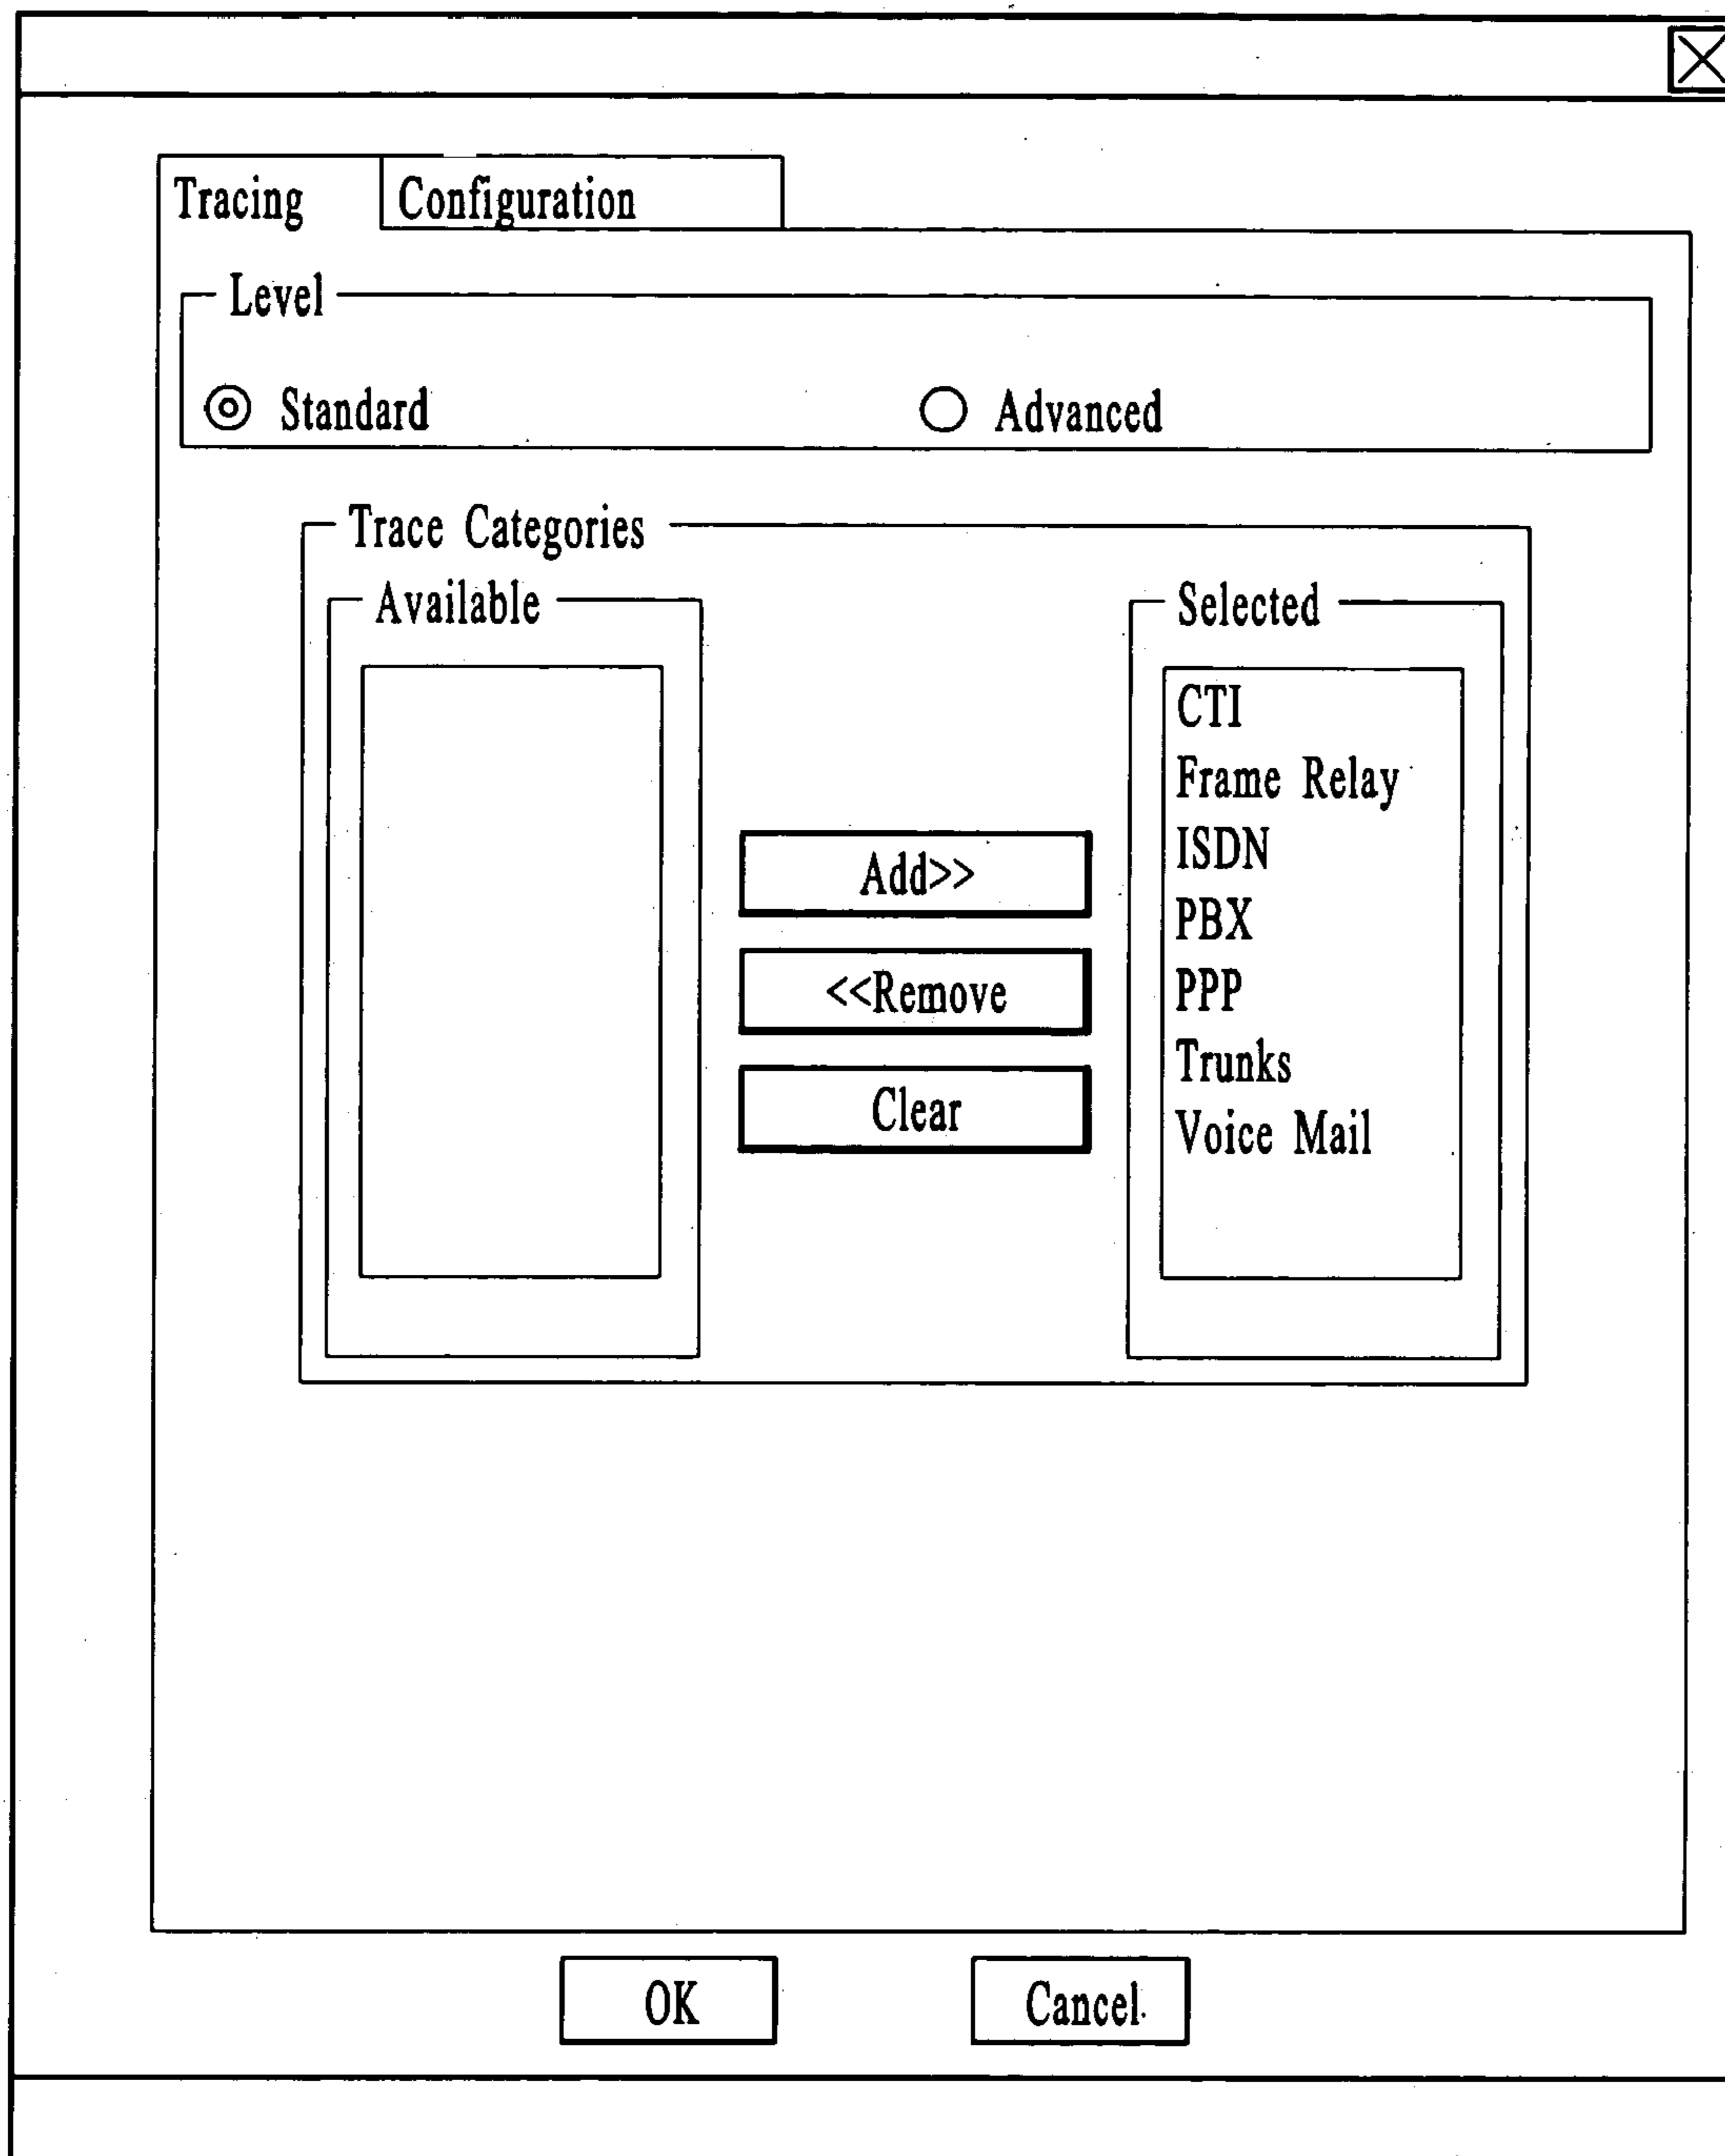 Tracing Configuration
Level
Standard Advanced
Trace Categories
Available
Selected
CTI
Frame Relay
ISDN
PBX
PPP
Trunks
Voice Mail
Add>>
<<Remove
Clear
OK Cancel